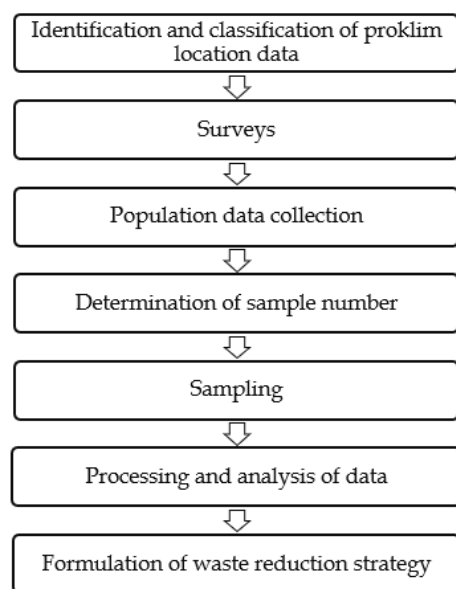 Identification and classification of proklim
location data
Surveys
Population data collection
Determination of sample number
Sampling
Processing and analysis of data
Formulation of waste reduction strategy